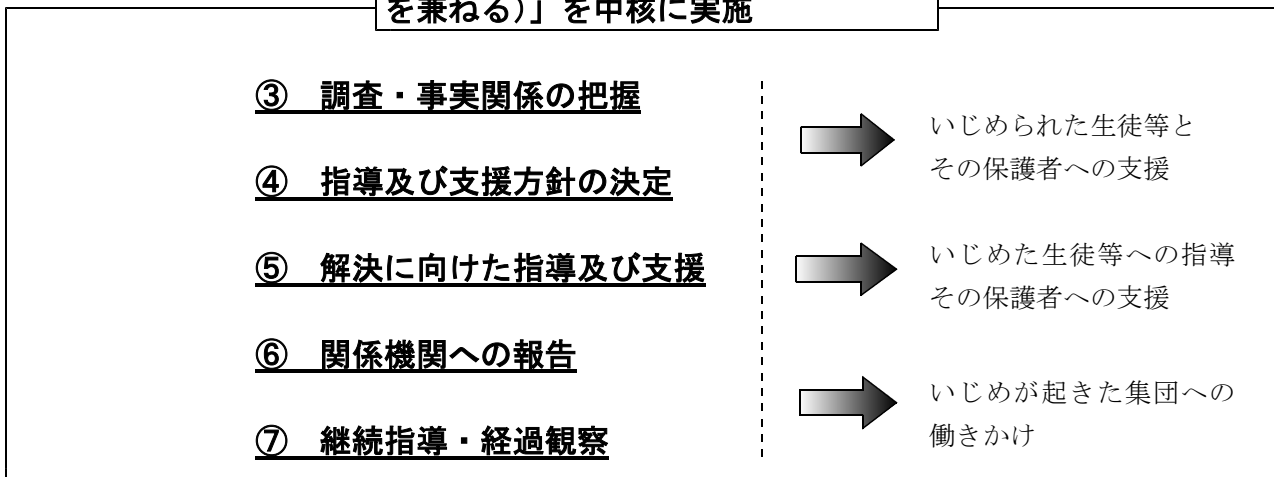 を兼ねる)」を中核に実施
③ 調査・事実関係の把握
④ 指導及び支援方針の決定
⑤ 解決に向けた指導及び支援
⑥ 関係機関への報告
⑦ 継続指導・経過観察
いじめられた生徒等と
その保護者への支援
いじめた生徒等への指導
その保護者への支援
いじめが起きた集団への
働きかけ